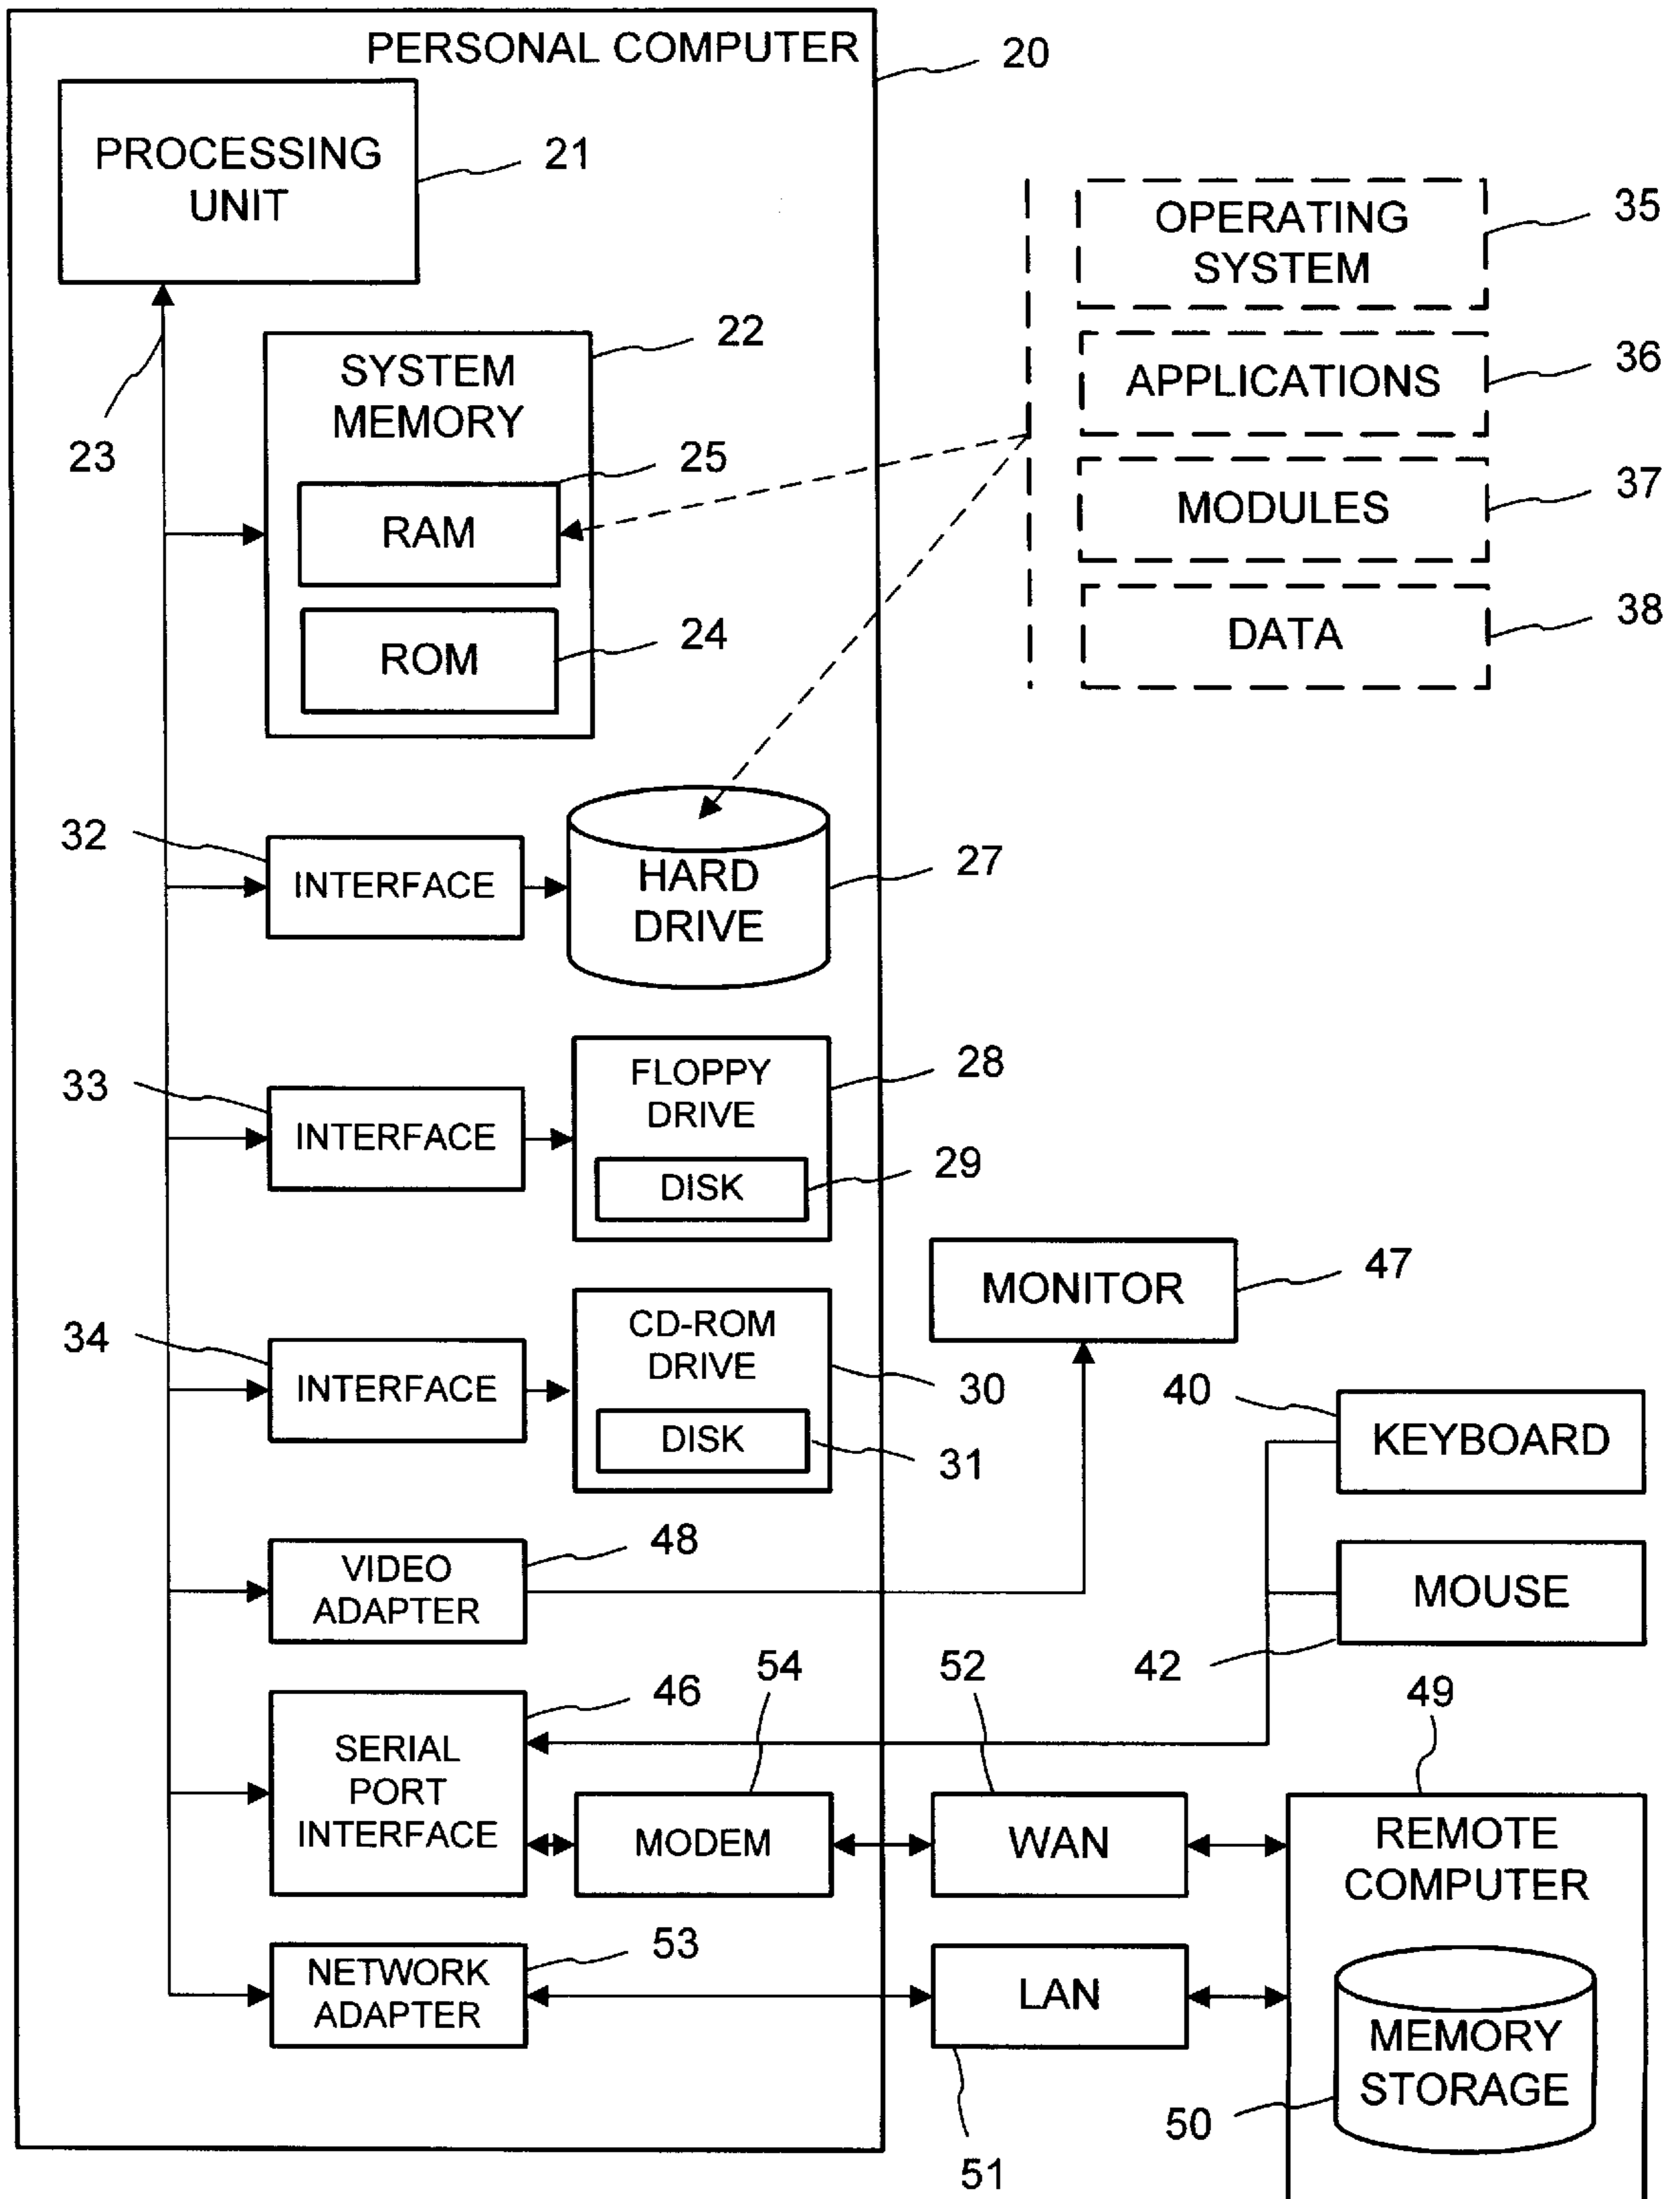 PERSONAL COMPUTER
20
PROCESSING
UNIT
21
35
OPERATING
SYSTEM
22
SYSTEM
MEMORY
36
APPLICATIONS
23
25
37
RAM
MODULES
24
38
ROM
DATA
32
INTERFACE
HARD
DRIVE
27
33
INTERFACE
FLOPPY
DRIVE
28
DISK
29
MONITOR
47
34
INTERFACE
CD-ROM
DRIVE
30
DISK
31
40
KEYBOARD
VIDEO
ADAPTER
48
MOUSE
42
46
54
52
49
SERIAL
PORT
INTERFACE
MODEM
WAN
REMOTE
COMPUTER
NETWORK
ADAPTER
53
LAN
51
MEMORY
STORAGE
50